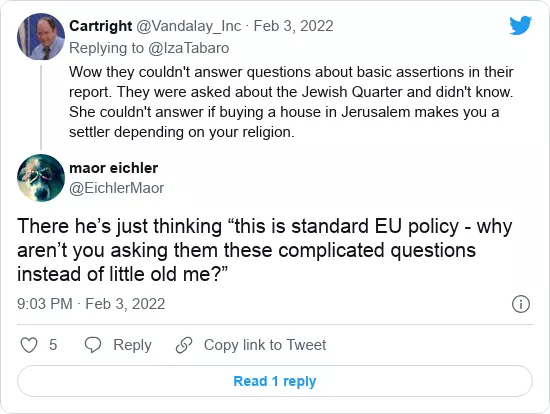 Cartright @Vandalay_Inc · Feb 3, 2022
Replying to @IzaTabaro
Wow they couldn't answer questions about basic assertions in their
report. They were asked about the Jewish Quarter and didn't know.
She couldn't answer if buying a house in Jerusalem makes you a
settler depending on your religion.
maor eichler
@EichlerMaor
There he’s just thinking “this is standard EU policy - why
aren’t you asking them these complicated questions
instead of little old me?”
9:03 PM · Feb 3, 2022
5 Reply Copy link to Tweet
Read 1 reply